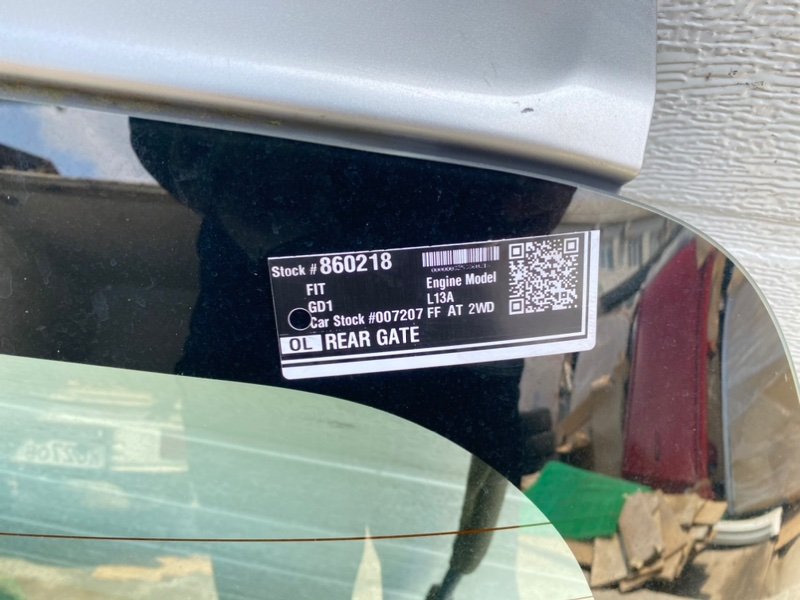 Stock # 860218
FIT
GD1
Engine Model
L13A
Car Stock #007207 FF AT 2WD
OL REAR GATE